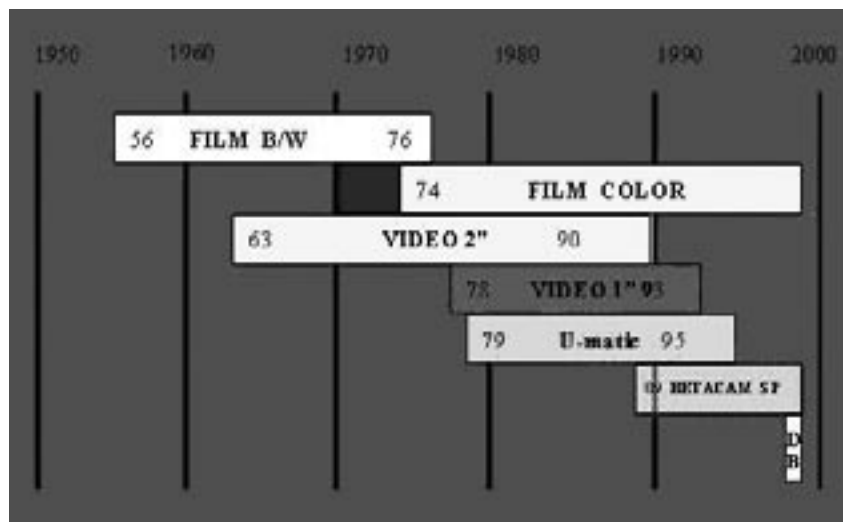 1950 1960 1970 1980 1990 2000
56 FILM B/W 76
74 FILM COLOR
63 VIDEO 2" 90
78 VIDEO 1" 93
79 U-matic 95
BETACAM SP
D
B